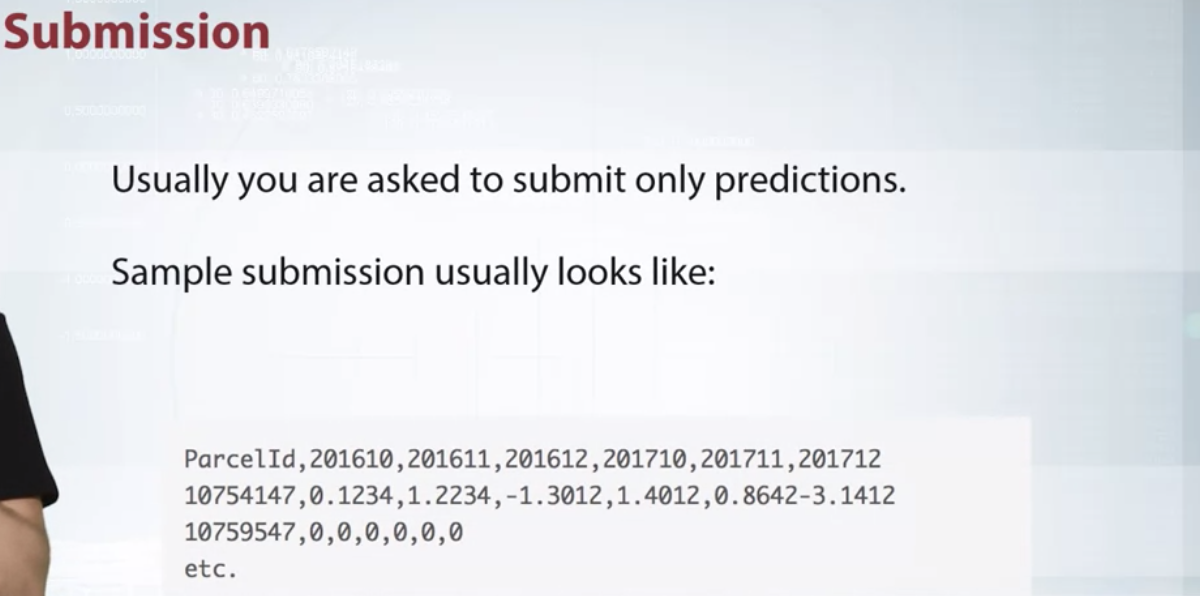 Submission
Usually you are asked to submit only predictions.
Sample submission usually looks like:
ParcelId,201610,201611,201612,201710,201711,201712
10754147,0.1234,1.2234,-1.3012,1.4012,0.8642-3.1412
10759547,0,0,0,0,0,0
etc.